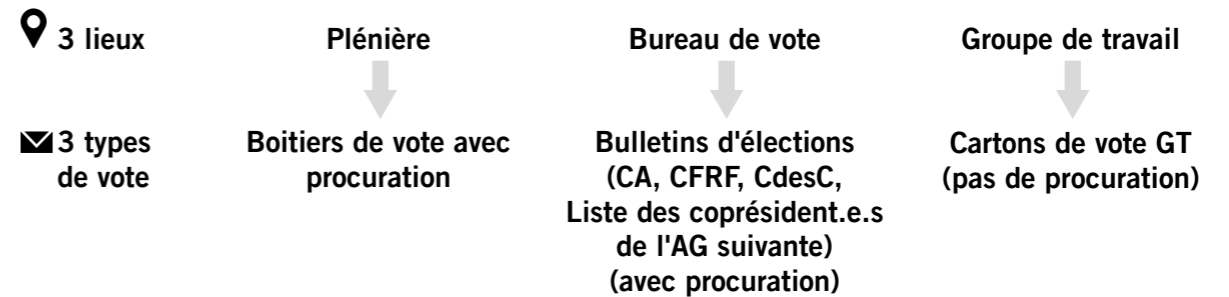 3 lieux
Plénière
Bureau de vote
Groupe de travail
3 types
de vote
Boitiers de vote avec
procuration
Bulletins d'élections
(CA, CFRF, CdesC,
Liste des coprésident.e.s
de l'AG suivante)
(avec procuration)
Cartons de vote GT
(pas de procuration)